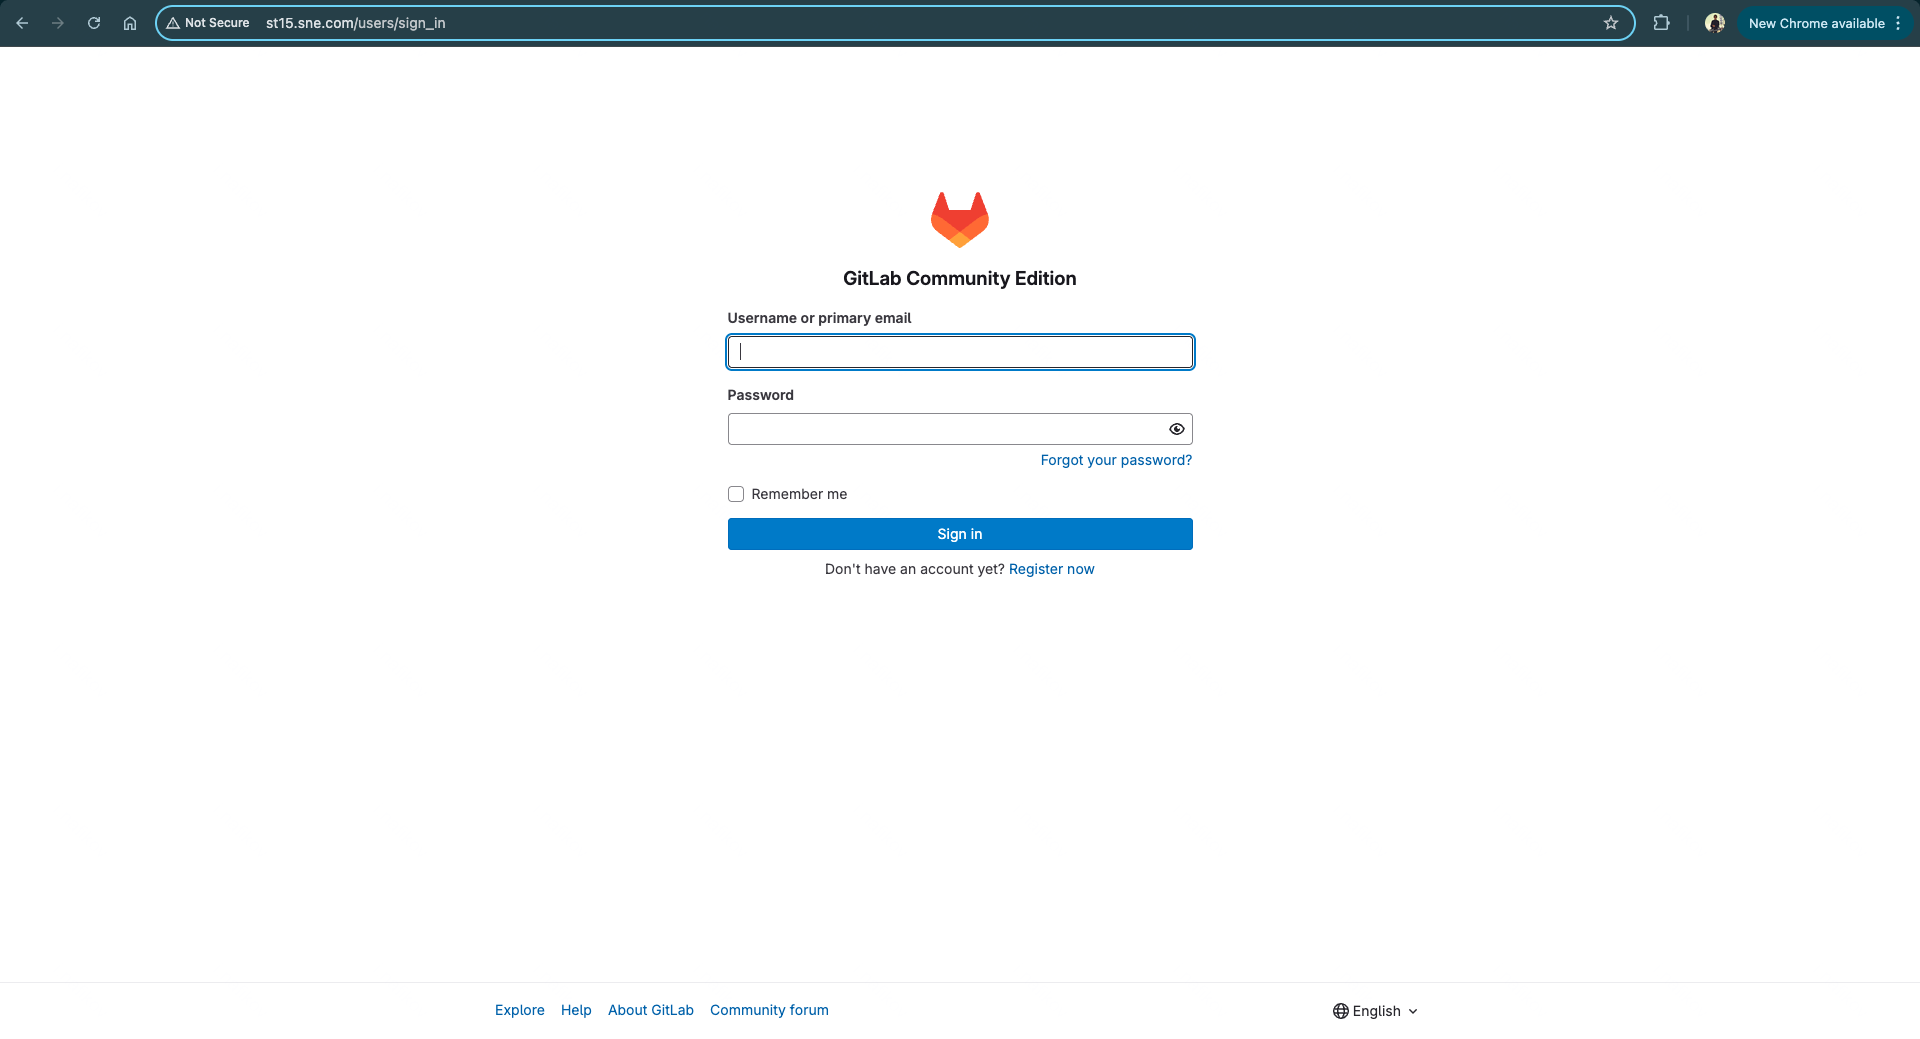 Not Secure st15.sne.com/users/sign_in New Chrome available
GitLab Community Edition
Username or primary email
Password
Forgot your password?
Remember me
Sign in
Don't have an account yet? Register now
Explore Help About GitLab Community forum English